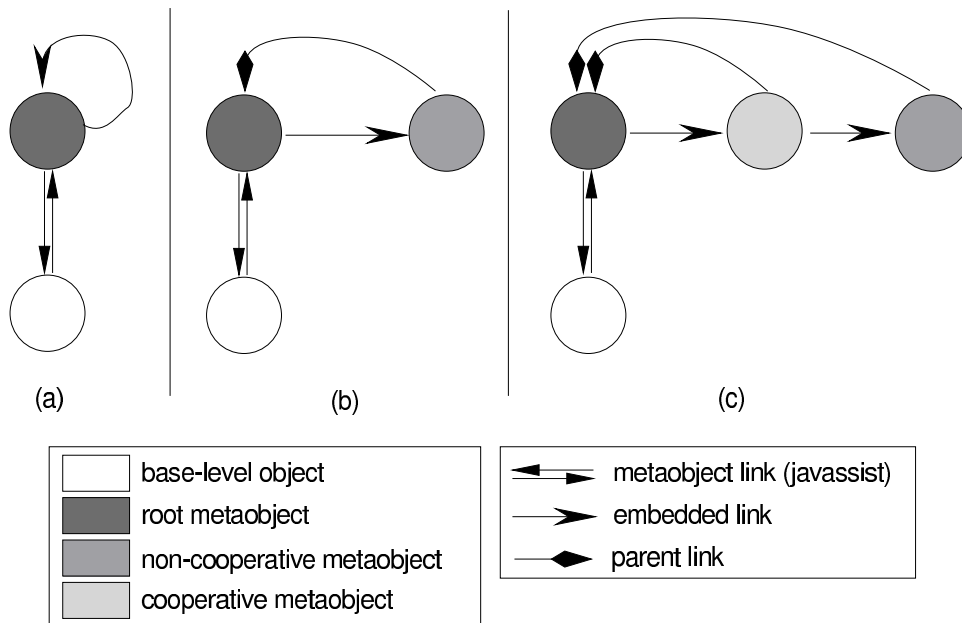 (a)
(b)
(c)
base-level object
root metaobject
non-cooperative metaobject
cooperative metaobject
metaobject link (javassist)
embedded link
parent link